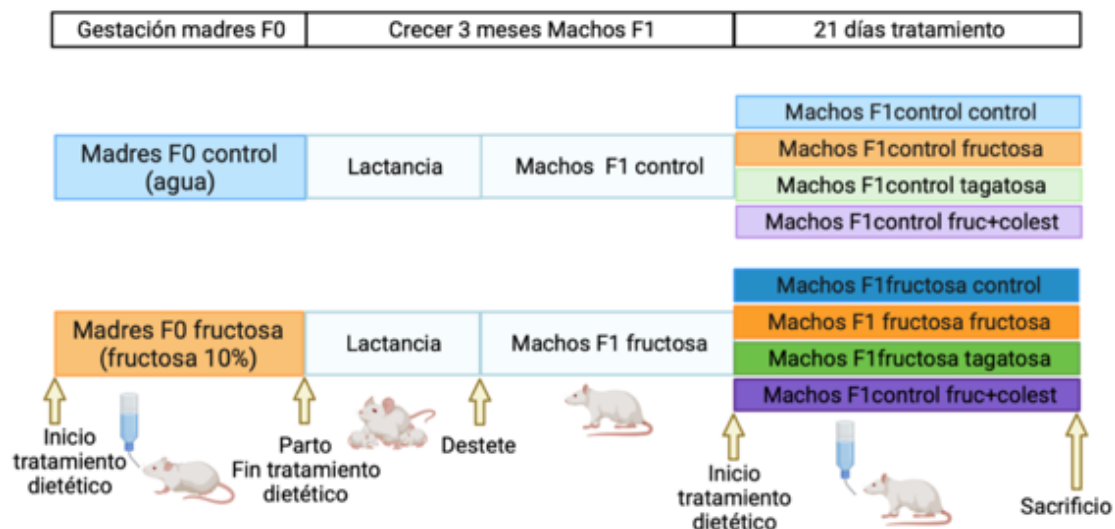 Gestación madres F0
Crecer 3 meses Machos F1
21 días tratamiento
Madres F0 control
(agua)
Lactancia
Machos F1 control
Machos F1control control
Machos F1control fructosa
Machos F1control tagatosa
Machos F1control fruc+colest
Madres F0 fructosa
(fructosa 10%)
Lactancia
Machos F1 fructosa
Machos F1fructosa control
Machos F1 fructosa fructosa
Machos F1fructosa tagatosa
Machos F1control fruc+colest
Inicio
tratamiento
dietético
Parto
Fin tratamiento
dietético
Destete
Inicio
tratamiento
dietético
Sacrificio